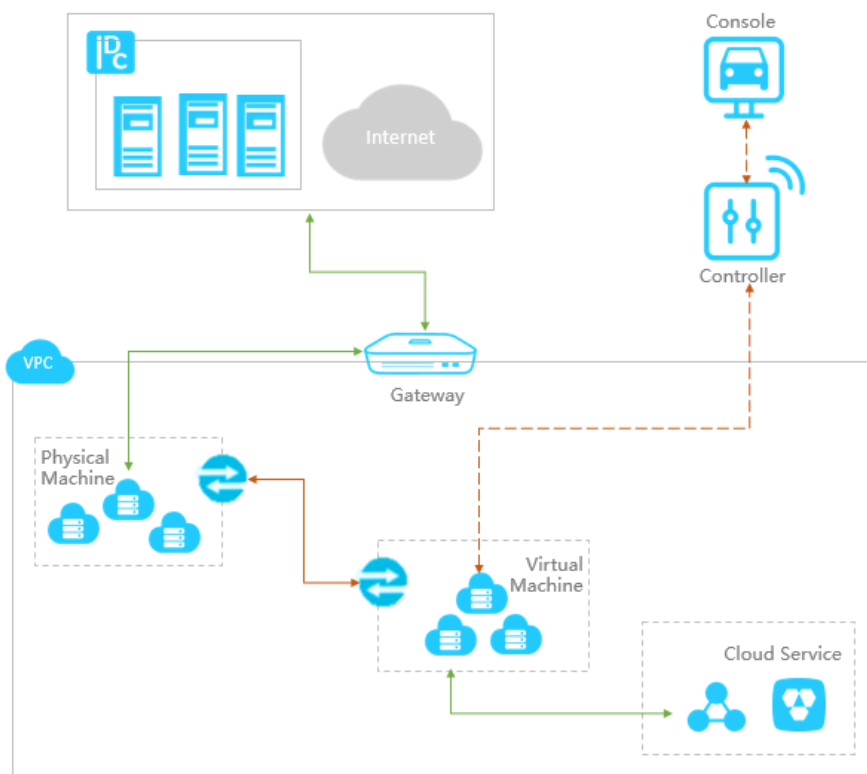 Console
iDC
Internet
Controller
VPC
Gateway
Physical
Machine
Virtual
Machine
Cloud Service